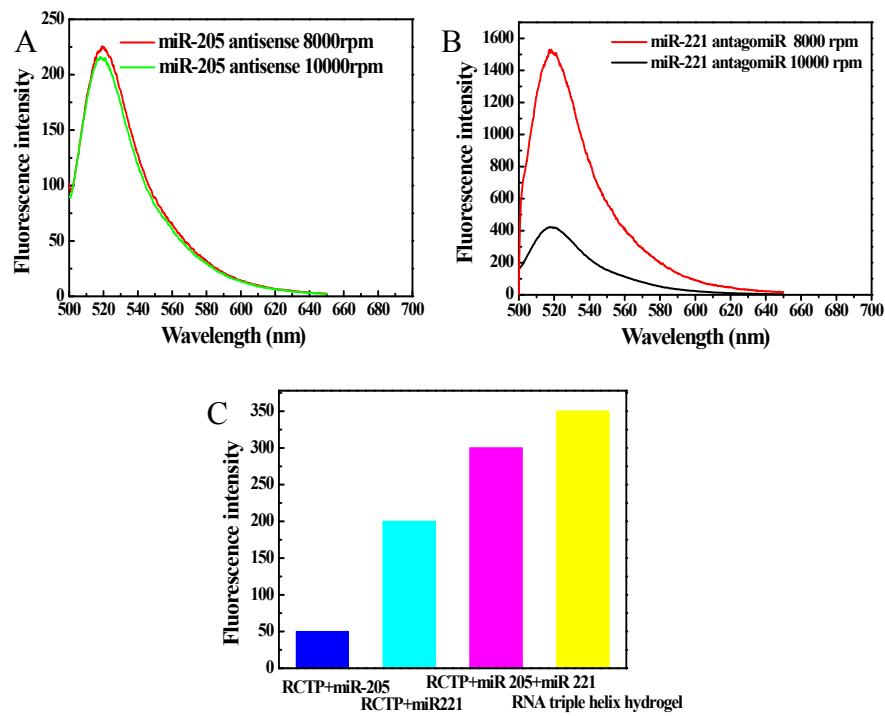 A
miR-205 antisense 8000rpm
miR-205 antisense 10000rpm
Fluorescence intensity
250
200
150
100
50
0
500 520 540 560 580 600 620 640 660 680 700
Wavelength (nm)
B
miR-221 antagomiR 8000 rpm
miR-221 antagomiR 10000 rpm
Fluorescence intensity
1600
1400
1200
1000
800
600
400
200
0
500 520 540 560 580 600 620 640 660 680 700
Wavelength (nm)
C
Fluorescence intensity
350
300
250
200
150
100
50
0
RCTP+miR-205
RCTP+miR221
RCTP+miR 205+miR 221
RNA triple helix hydrogel